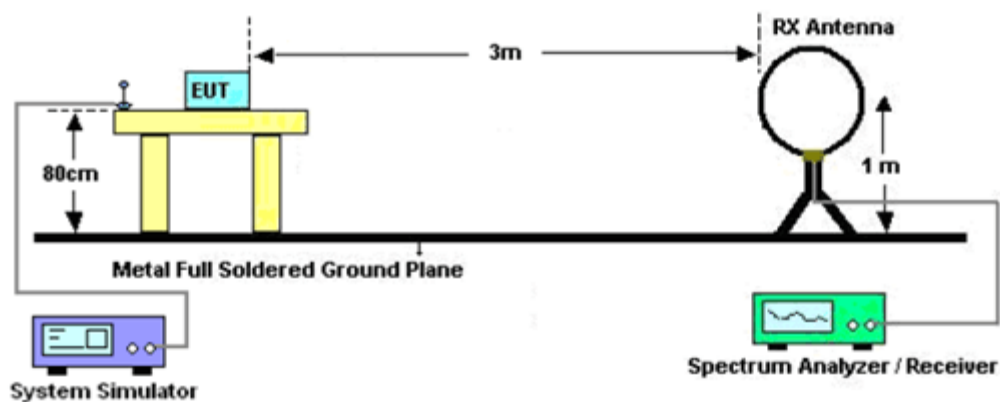 RX Antenna
3m
EUT
80cm
1 m
Metal Full Soldered Ground Plane
System Simulator
Spectrum Analyzer / Receiver